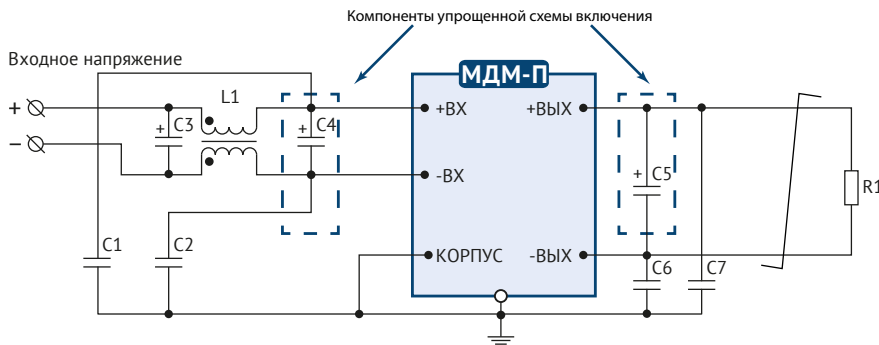 Компоненты упрощенной схемы включения
Входное напряжение
МДМ-П
L1
+
+ C3
+ C4
+ВХ
+ВЫХ
−
-ВХ
+ C5
R1
C1
C2
КОРПУС
-ВЫХ
C6
C7